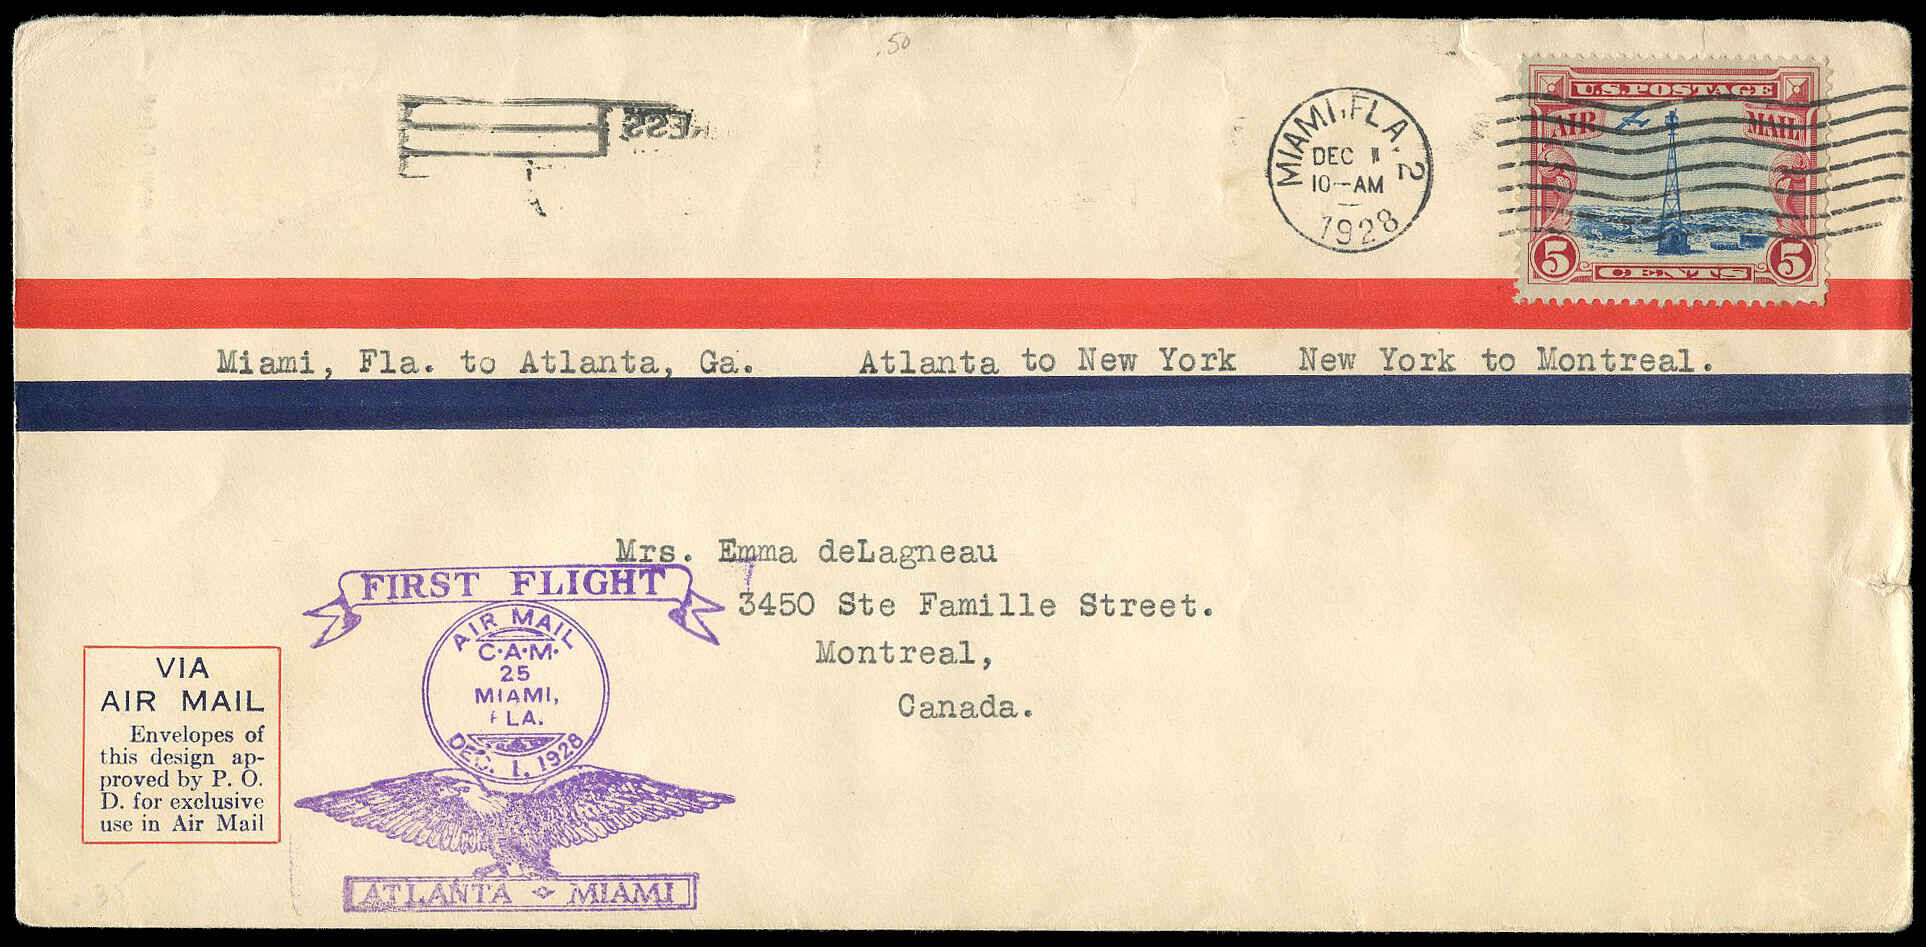 .50
MIAMI, FLA. 2
DEC 1
10-AM
1928
U.S. POSTAGE
AIR MAIL
5 CENTS 5
Miami, Fla. to Atlanta, Ga. Atlanta to New York New York to Montreal.
Mrs. Emma deLagneau
3450 Ste Famille Street.
Montreal,
Canada.
FIRST FLIGHT
AIR MAIL
C·A·M·
25
MIAMI,
FLA.
DEC. 1, 1928
ATLANTA MIAMI
VIA
AIR MAIL
Envelopes of
this design ap-
proved by P. O.
D. for exclusive
use in Air Mail